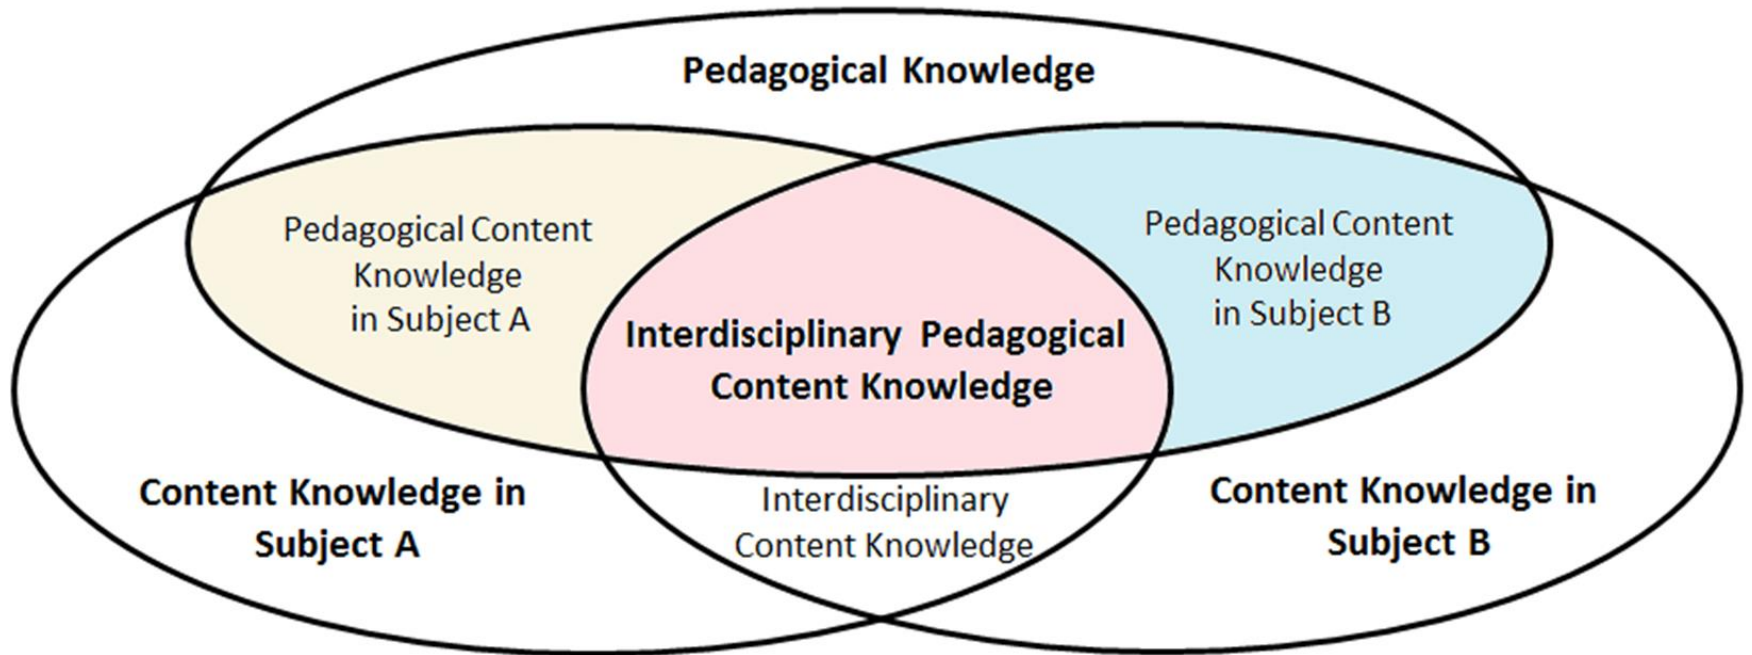 Pedagogical Knowledge
Pedagogical Content
Knowledge
in Subject A
Pedagogical Content
Knowledge
in Subject B
Interdisciplinary Pedagogical
Content Knowledge
Content Knowledge in
Subject A
Interdisciplinary
Content Knowledge
Content Knowledge in
Subject B